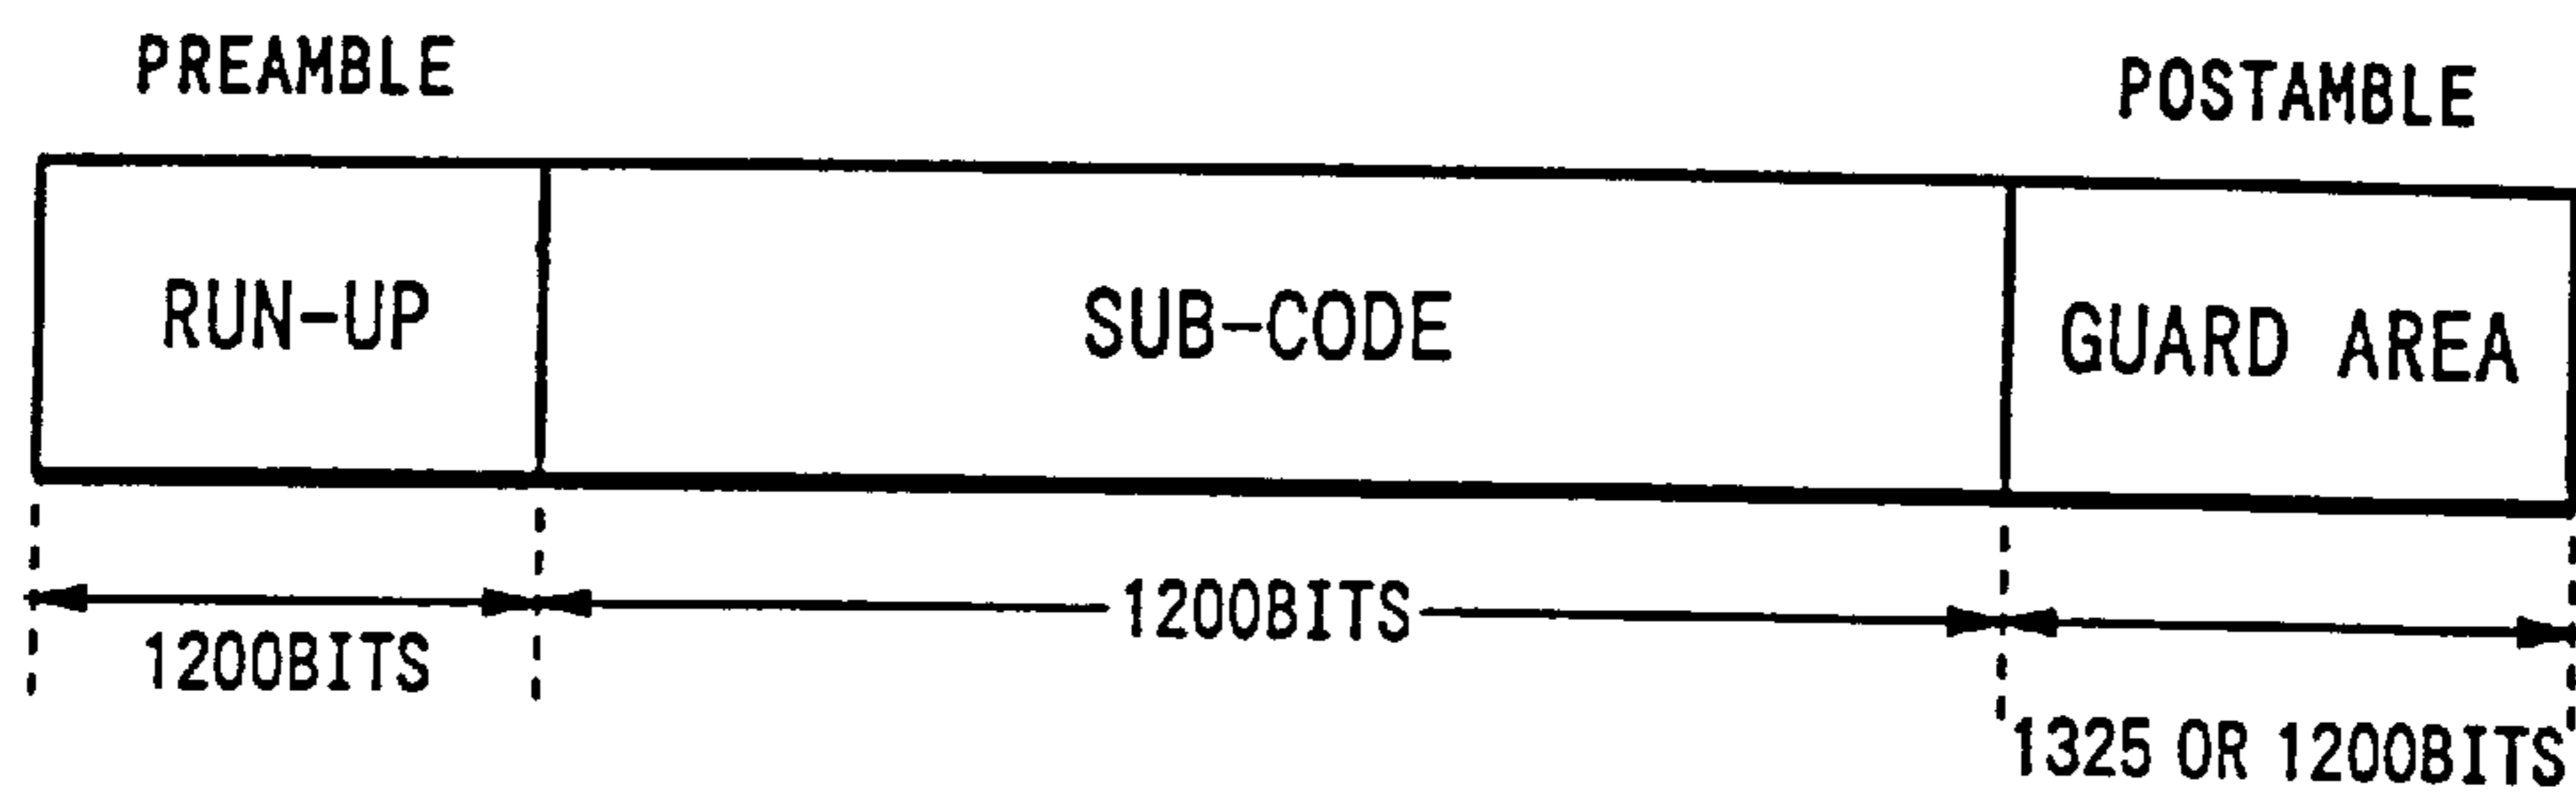 PREAMBLE
POSTAMBLE
RUN-UP
SUB-CODE
GUARD AREA
1200BITS
1200BITS
1325 OR 1200BITS